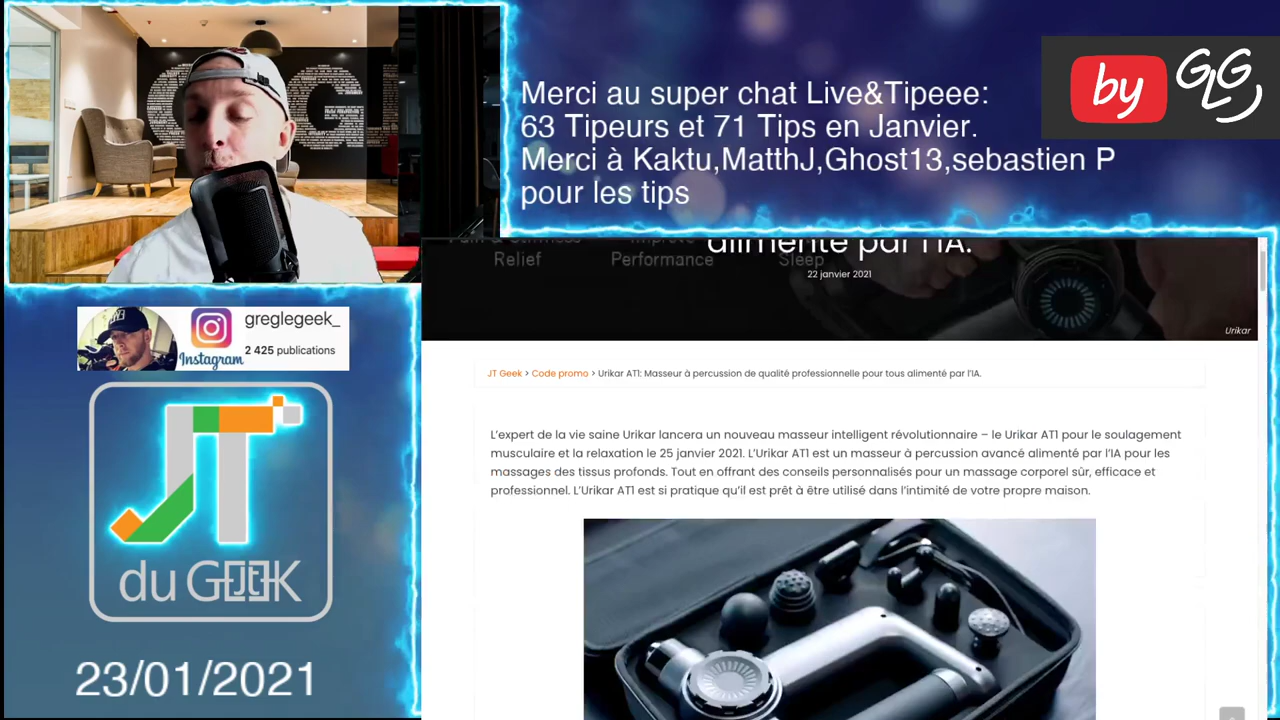 Merci au super chat Live&Tipeee:
63 Tipeurs et 71 Tips en Janvier.
Merci à Kaktu,MatthJ,Ghost13,sebastien P
pour les tips
by GLG
alimenté par l'IA.
Relief
Improve
Performance
Sleep
22 janvier 2021
Urikar
greglegeek_
2 425 publications
Instagram
JT Geek > Code promo > Urikar AT1: Masseur à percussion de qualité professionnelle pour tous alimenté par l'IA.
L'expert de la vie saine Urikar lancera un nouveau masseur intelligent révolutionnaire – le Urikar AT1 pour le soulagement
musculaire et la relaxation le 25 janvier 2021. L'Urikar AT1 est un masseur à percussion avancé alimenté par l'IA pour les
massages des tissus profonds. Tout en offrant des conseils personnalisés pour un massage corporel sûr, efficace et
professionnel. L'Urikar AT1 est si pratique qu'il est prêt à être utilisé dans l'intimité de votre propre maison.
JT
du GEEK
23/01/2021